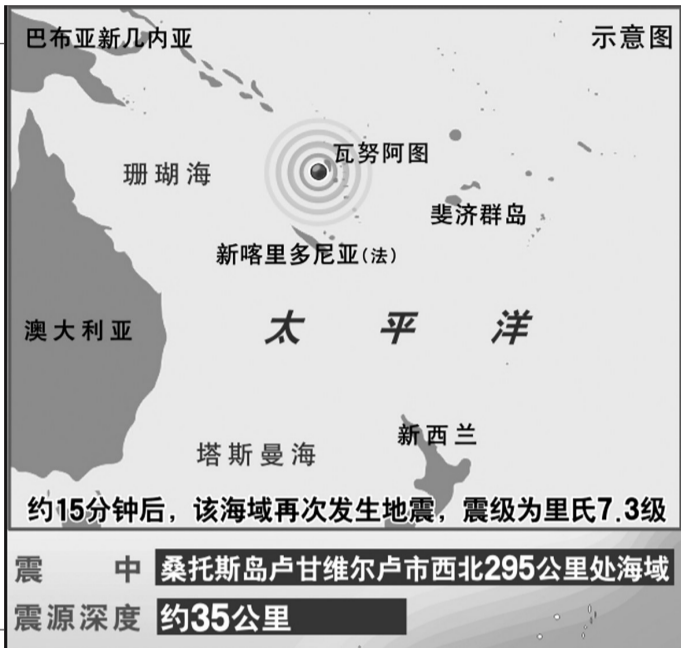 巴布亚新几内亚
示意图
瓦努阿图
珊瑚海
斐济群岛
新喀里多尼亚(法)
澳大利亚
太平洋
新西兰
塔斯曼海
约15分钟后，该海域再次发生地震，震级为里氏7.3级
震中 桑托斯岛卢甘维尔卢市西北295公里处海域
震源深度 约35公里